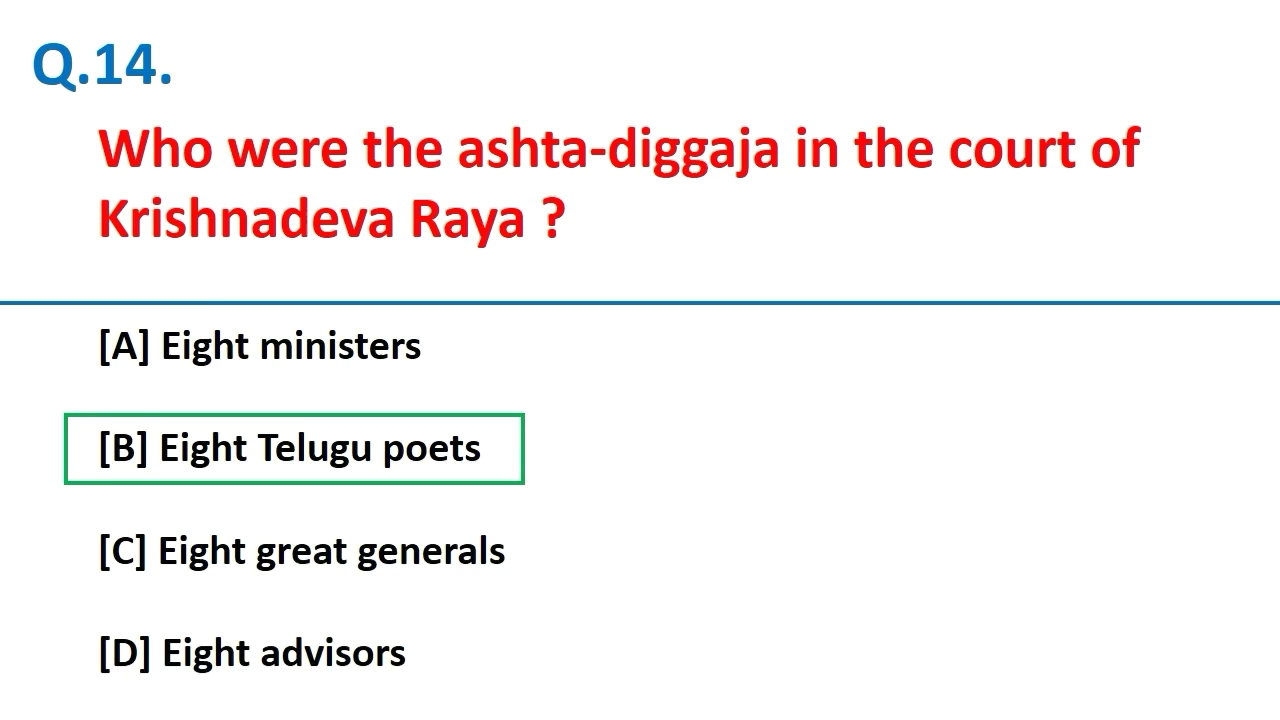 Q.14.
Who were the ashta-diggaja in the court of
Krishnadeva Raya ?
[A] Eight ministers
[B] Eight Telugu poets
[C] Eight great generals
[D] Eight advisors